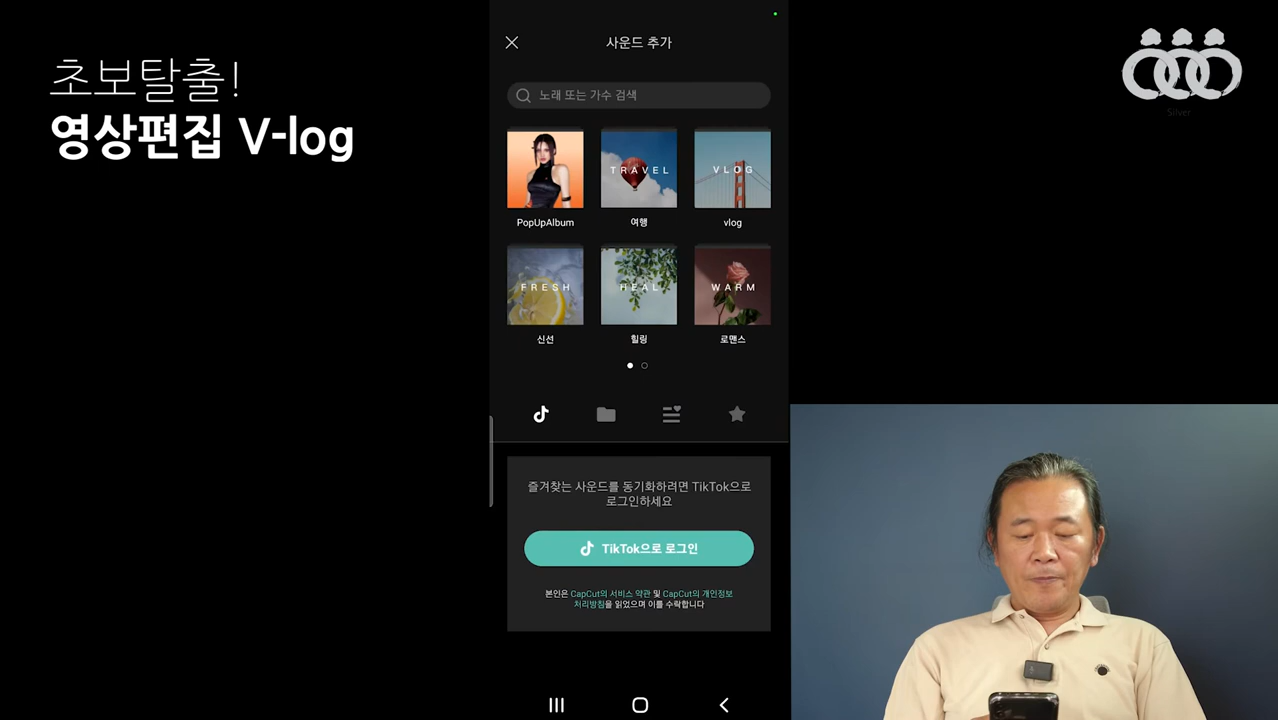 초보탈출!
영상편집 V-log
Silver
사운드 추가
노래 또는 가수 검색
TRAVEL
VLOG
PopUpAlbum
여행
vlog
FRESH
HEAL
WARM
신선
힐링
로맨스
즐겨찾는 사운드를 동기화하려면 TikTok으로
로그인하세요
TikTok으로 로그인
본인은 CapCut의 서비스 약관 및 CapCut의 개인정보
처리방침을 읽었으며 이를 수락합니다